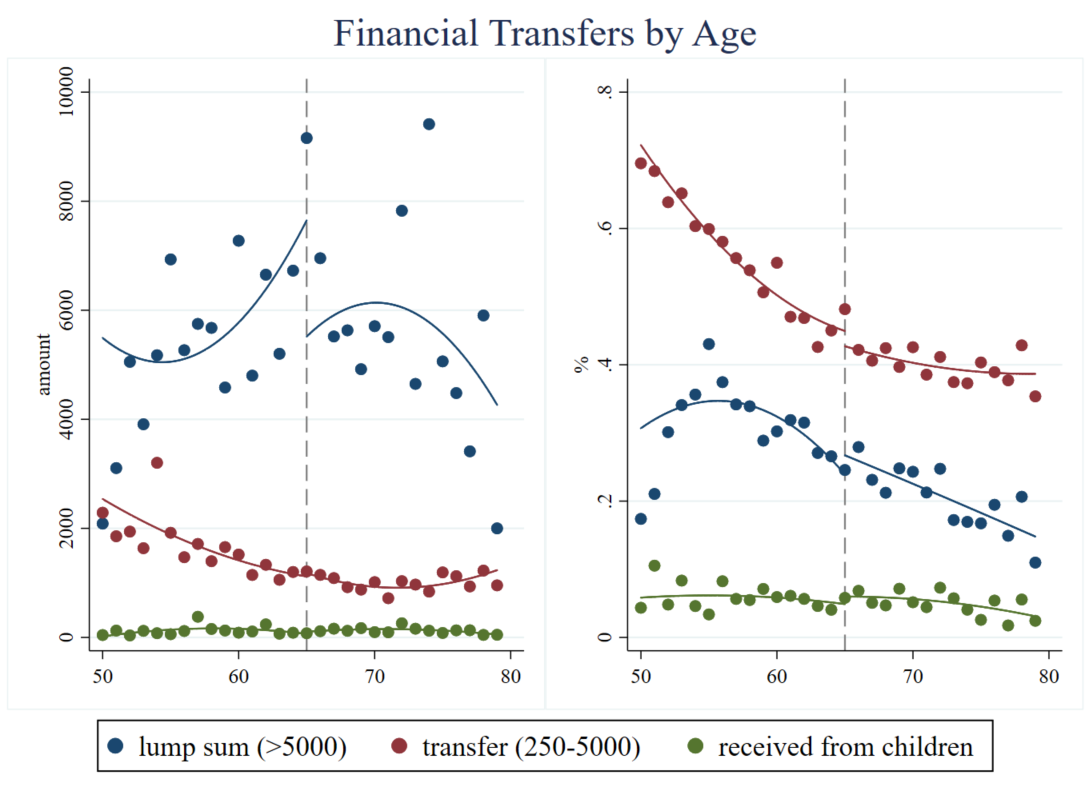 Financial Transfers by Age
amount
10000
8000
6000
4000
2000
0
50 60 70 80
%
.8
.6
.4
.2
0
50 60 70 80
lump sum (>5000) transfer (250-5000) received from children